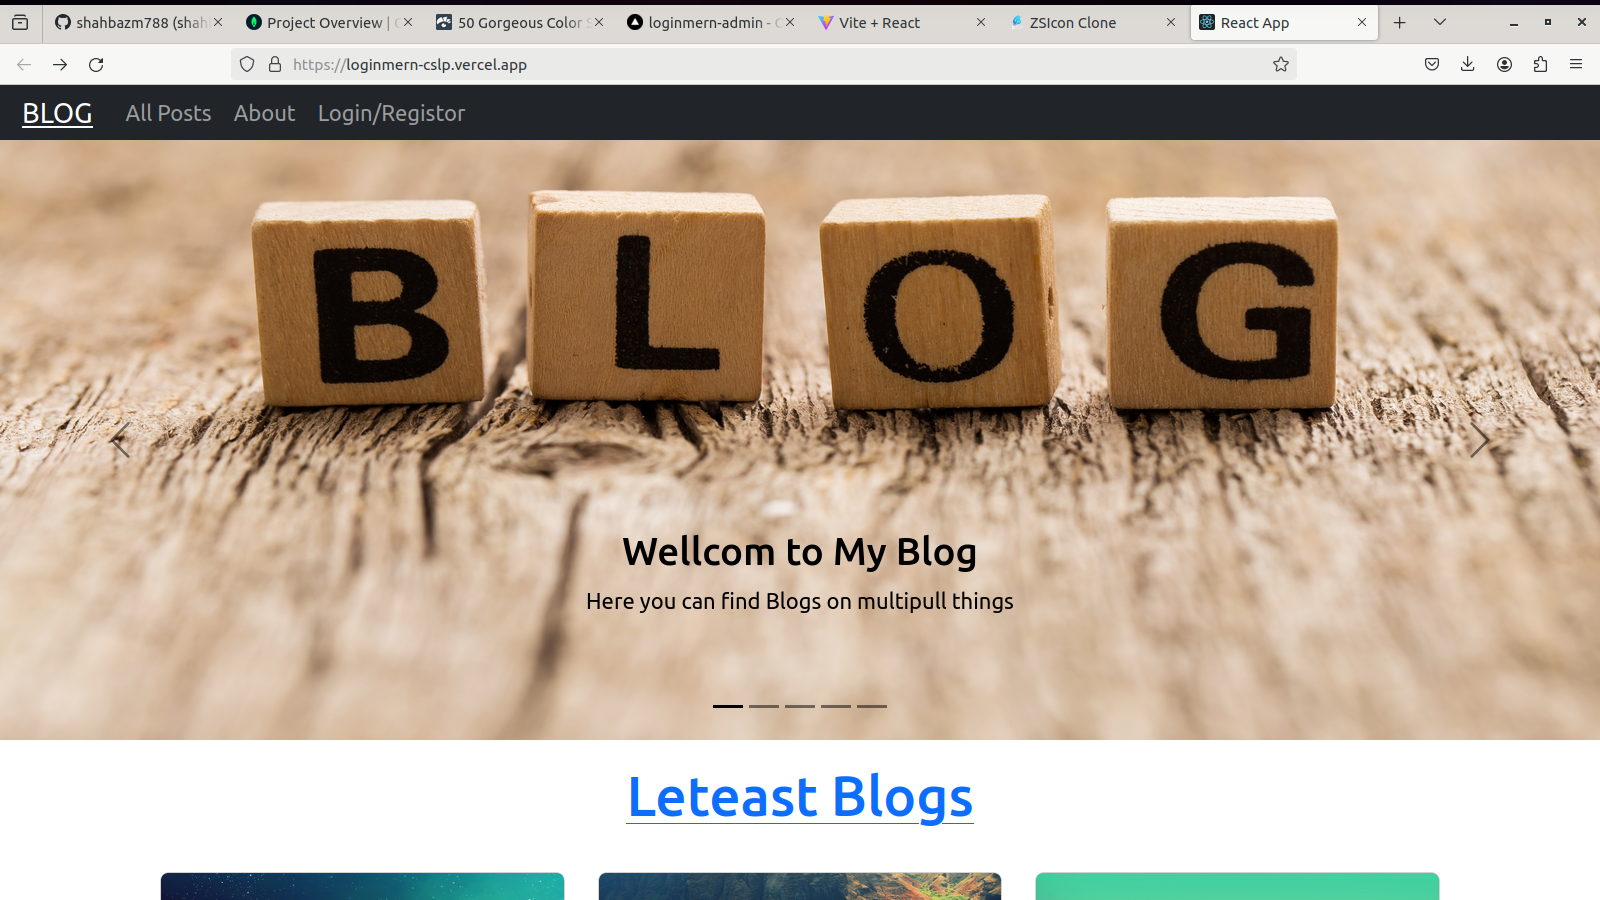 shahbazm788 (shah
Project Overview | C
50 Gorgeous Color S
loginmern-admin - O
Vite + React
ZSIcon Clone
React App
https://loginmern-cslp.vercel.app
BLOG
All Posts
About
Login/Registor
B L O G
Wellcom to My Blog
Here you can find Blogs on multipull things
Leteast Blogs